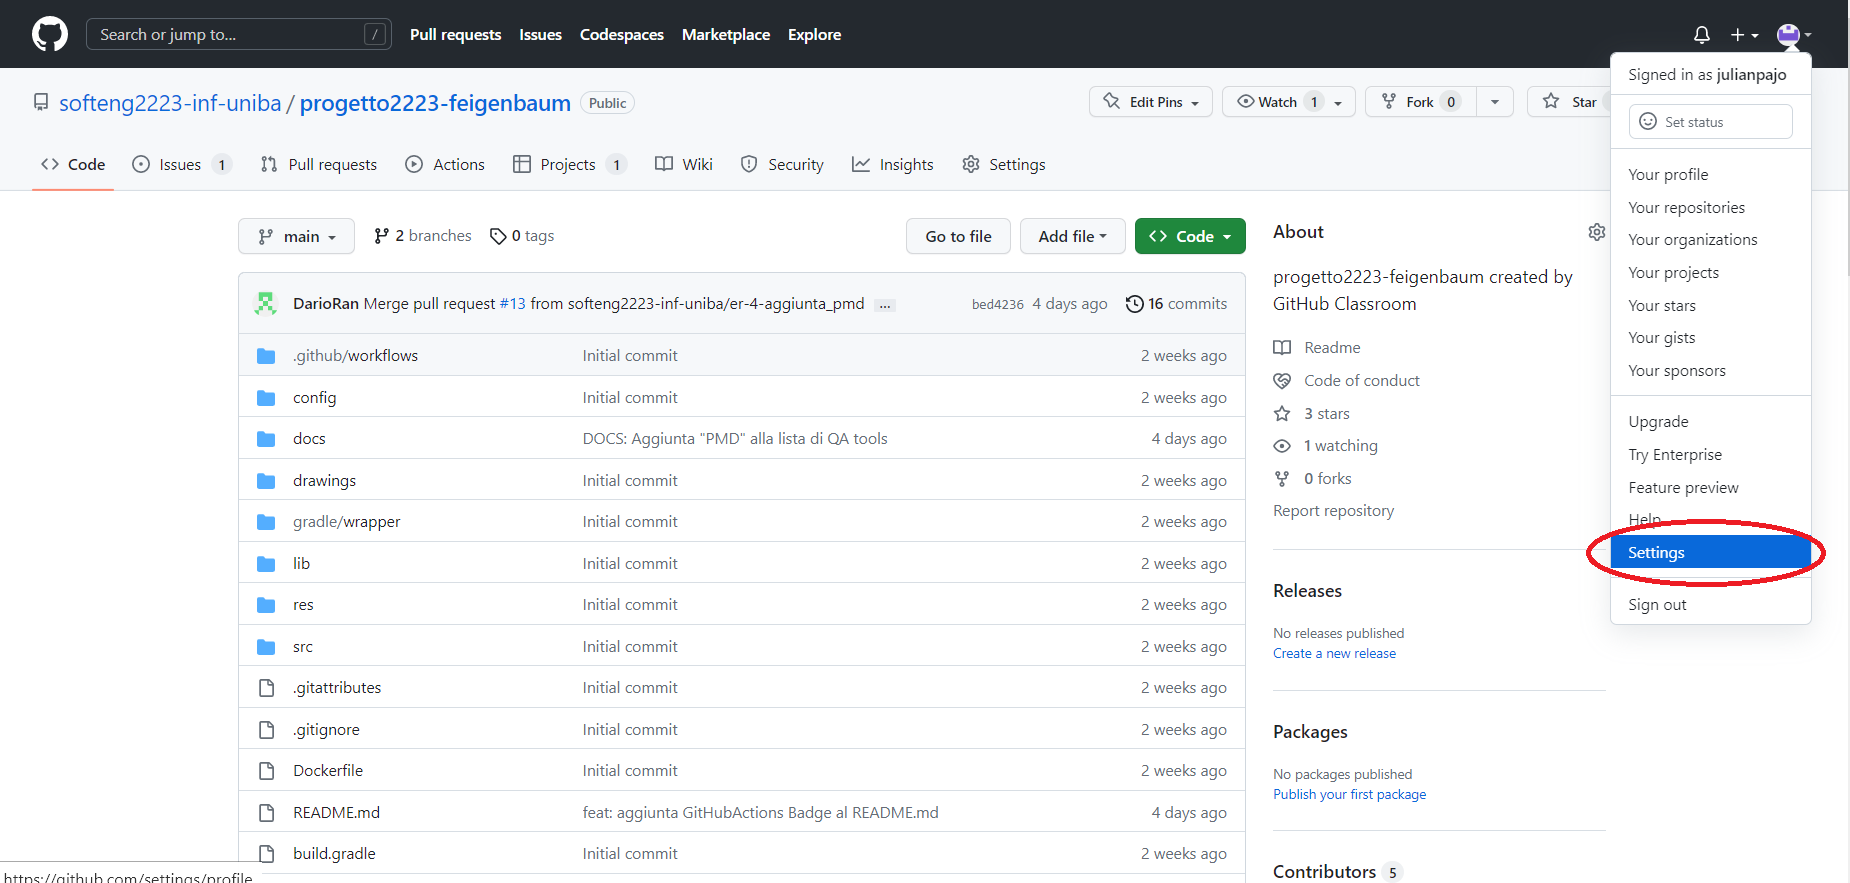 Search or jump to... / Pull requests Issues Codespaces Marketplace Explore
Signed in as julianpajo
softeng2223-inf-uniba / progetto2223-feigenbaum Public Edit Pins Watch 1 Fork 0 Star
Set status
<> Code Issues 1 Pull requests Actions Projects 1 Wiki Security Insights Settings
Your profile
Your repositories
Your organizations
Your projects
Your stars
Your gists
Your sponsors
Upgrade
Try Enterprise
Feature preview
Help
Settings
Sign out
main 2 branches 0 tags Go to file Add file <> Code
DarioRan Merge pull request #13 from softeng2223-inf-uniba/er-4-aggiunta_pmd ... bed4236 4 days ago 16 commits
.github/workflows Initial commit 2 weeks ago
config Initial commit 2 weeks ago
docs DOCS: Aggiunta "PMD" alla lista di QA tools 4 days ago
drawings Initial commit 2 weeks ago
gradle/wrapper Initial commit 2 weeks ago
lib Initial commit 2 weeks ago
res Initial commit 2 weeks ago
src Initial commit 2 weeks ago
.gitattributes Initial commit 2 weeks ago
.gitignore Initial commit 2 weeks ago
Dockerfile Initial commit 2 weeks ago
README.md feat: aggiunta GitHubActions Badge al README.md 4 days ago
build.gradle Initial commit 2 weeks ago
About
progetto2223-feigenbaum created by
GitHub Classroom
Readme
Code of conduct
3 stars
1 watching
0 forks
Report repository
Releases
No releases published
Create a new release
Packages
No packages published
Publish your first package
Contributors 5
https://github.com/settings/profile